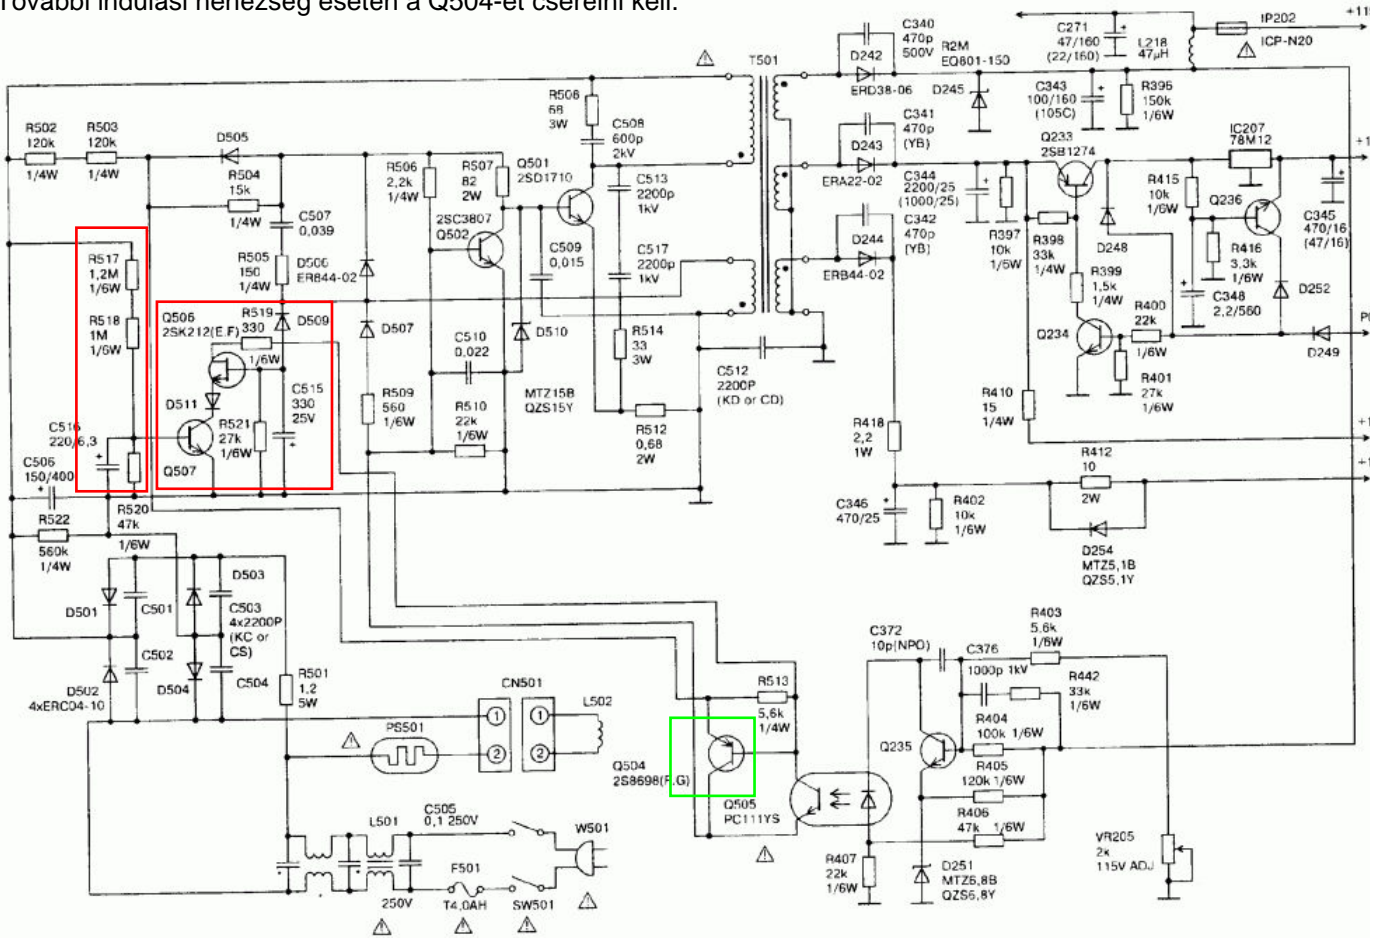 További indulási nehézség esetén a Q504-et cserélni kell.
C340
470p
500V
D242
ERD38-06
R2M
EQ801-150
D245
C271
47/160
(22/160)
L218
47µH
IP202
ICP-N20
T501
C343
100/160
(105C)
R396
150k
1/6W
R502
120k
1/4W
R503
120k
1/4W
D505
R504
15k
1/4W
C507
0,039
R505
150
1/4W
D506
ER844-02
R506
2,2k
1/4W
R507
82
2W
Q501
2SD1710
2SC3807
Q502
R508
68
3W
C508
600p
2kV
C513
2200p
1kV
C509
0,015
C517
2200p
1kV
C341
470p
(YB)
D243
ERA22-02
C344
2200/25
(1000/25)
C342
470p
(YB)
D244
ERB44-02
Q233
2SB1274
IC207
78M12
R415
10k
1/6W
Q236
C345
470/16
(47/16)
R397
10k
1/6W
R398
33k
1/4W
D248
R416
3,3k
1/6W
R399
1,5k
1/4W
R400
22k
1/6W
C348
2,2/560
D252
D249
Q234
R401
27k
1/6W
R517
1,2M
1/6W
R518
1M
1/6W
Q506
2SK212(E.F)
R519
330
1/6W
D509
D507
C510
0,022
D510
MTZ15B
QZS15Y
R514
33
3W
C512
2200P
(KD or CD)
D511
R521
27k
1/6W
C515
330
25V
R509
560
1/6W
R510
22k
1/6W
R512
0,68
2W
R418
2,2
1W
R410
15
1/4W
C516
220/6,3
Q507
C506
150/400
R520
47k
1/6W
R522
560k
1/4W
C346
470/25
R402
10k
1/6W
R412
10
2W
D254
MTZ5,1B
QZS5,1Y
D501
C501
D503
C503
4x2200P
(KC or
CS)
C502
D502
4xERC04-10
D504
C504
R501
1,2
5W
CN501
1
2
1
2
L502
PS501
R513
5,6k
1/4W
Q504
2S8698(F.G)
Q505
PC111YS
C372
10p(NPO)
C376
1000p 1kV
R403
5,6k
1/6W
R442
33k
1/6W
R404
100k 1/6W
R405
120k 1/6W
R406
47k 1/6W
Q235
R407
22k
1/6W
D251
MTZ6,8B
QZS6,8Y
VR205
2k
115V ADJ
L501
250V
C505
0,1 250V
F501
T4,0AH
SW501
W501